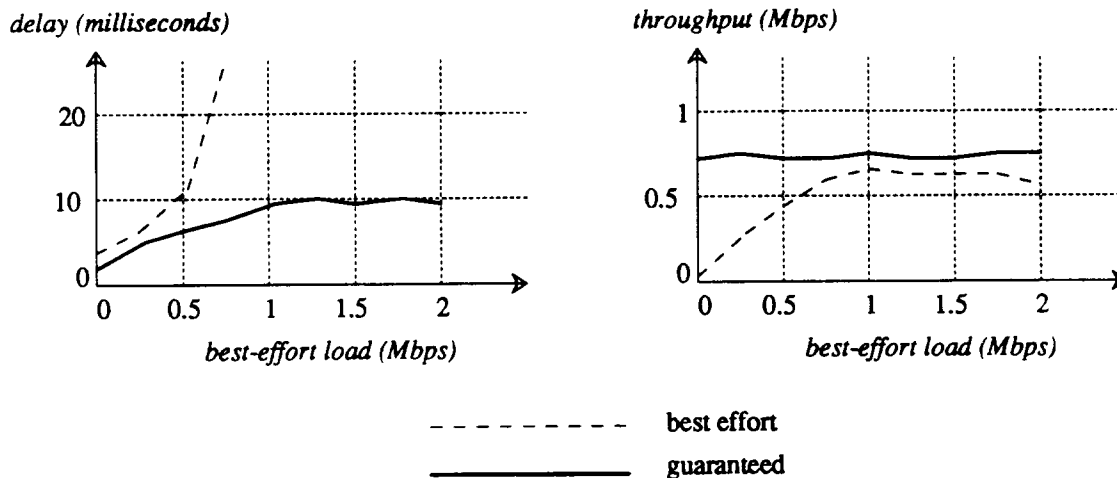 delay (milliseconds)
20
10
0
0 0.5 1 1.5 2
best-effort load (Mbps)
throughput (Mbps)
1
0.5
0
0 0.5 1 1.5 2
best-effort load (Mbps)
best effort
guaranteed